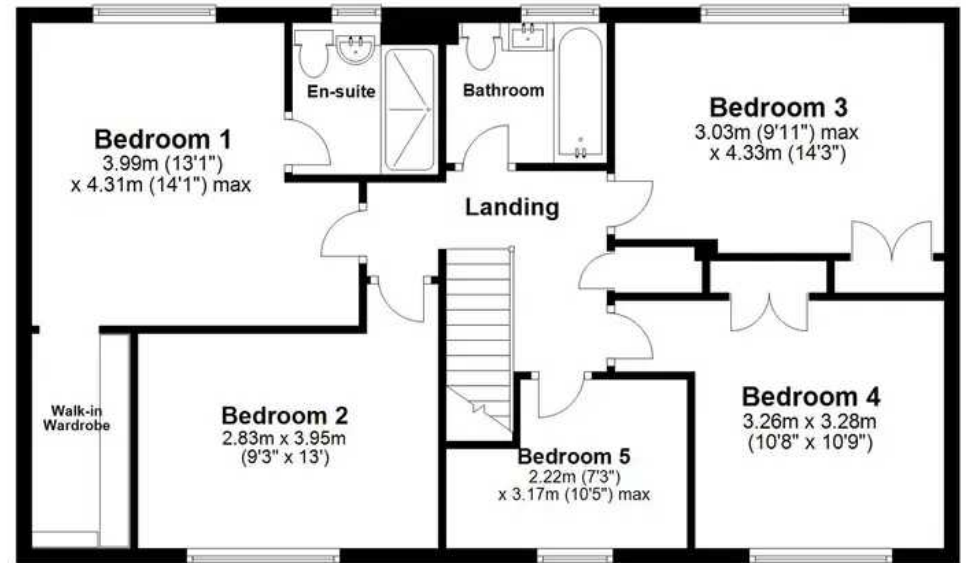 Bedroom 1
3.99m (13'1")
x 4.31m (14'1") max
En-suite
Bathroom
Bedroom 3
3.03m (9'11") max
x 4.33m (14'3")
Landing
Walk-in
Wardrobe
Bedroom 2
2.83m x 3.95m
(9'3" x 13')
Bedroom 5
2.22m (7'3")
x 3.17m (10'5") max
Bedroom 4
3.26m x 3.28m
(10'8" x 10'9")